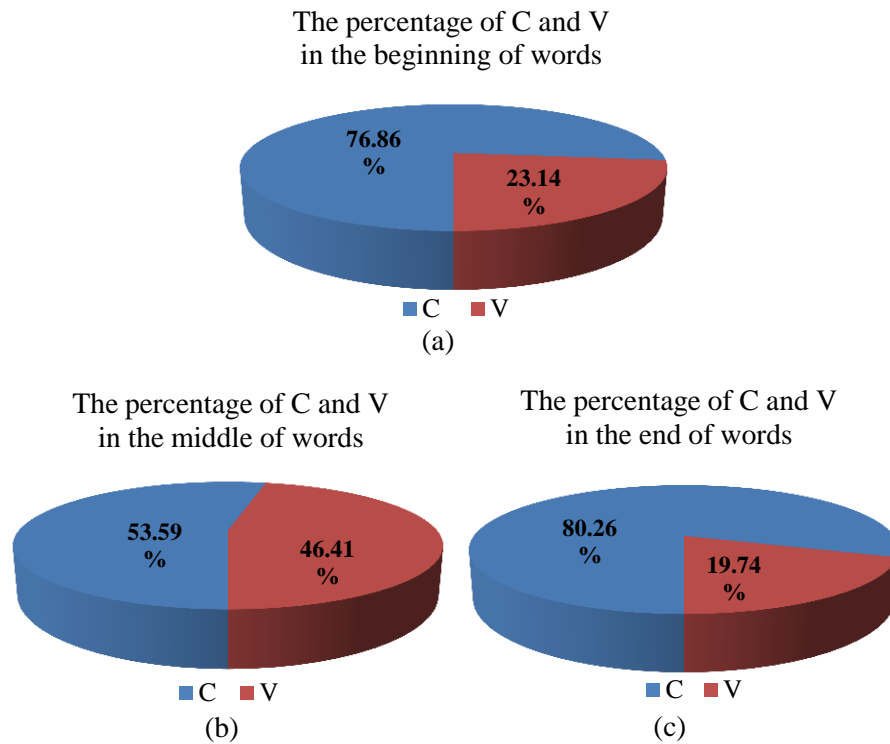 The percentage of C and V
in the beginning of words
76.86
%
23.14
%
C V
(a)
The percentage of C and V
in the middle of words
53.59
%
46.41
%
C V
(b)
The percentage of C and V
in the end of words
80.26
%
19.74
%
C V
(c)